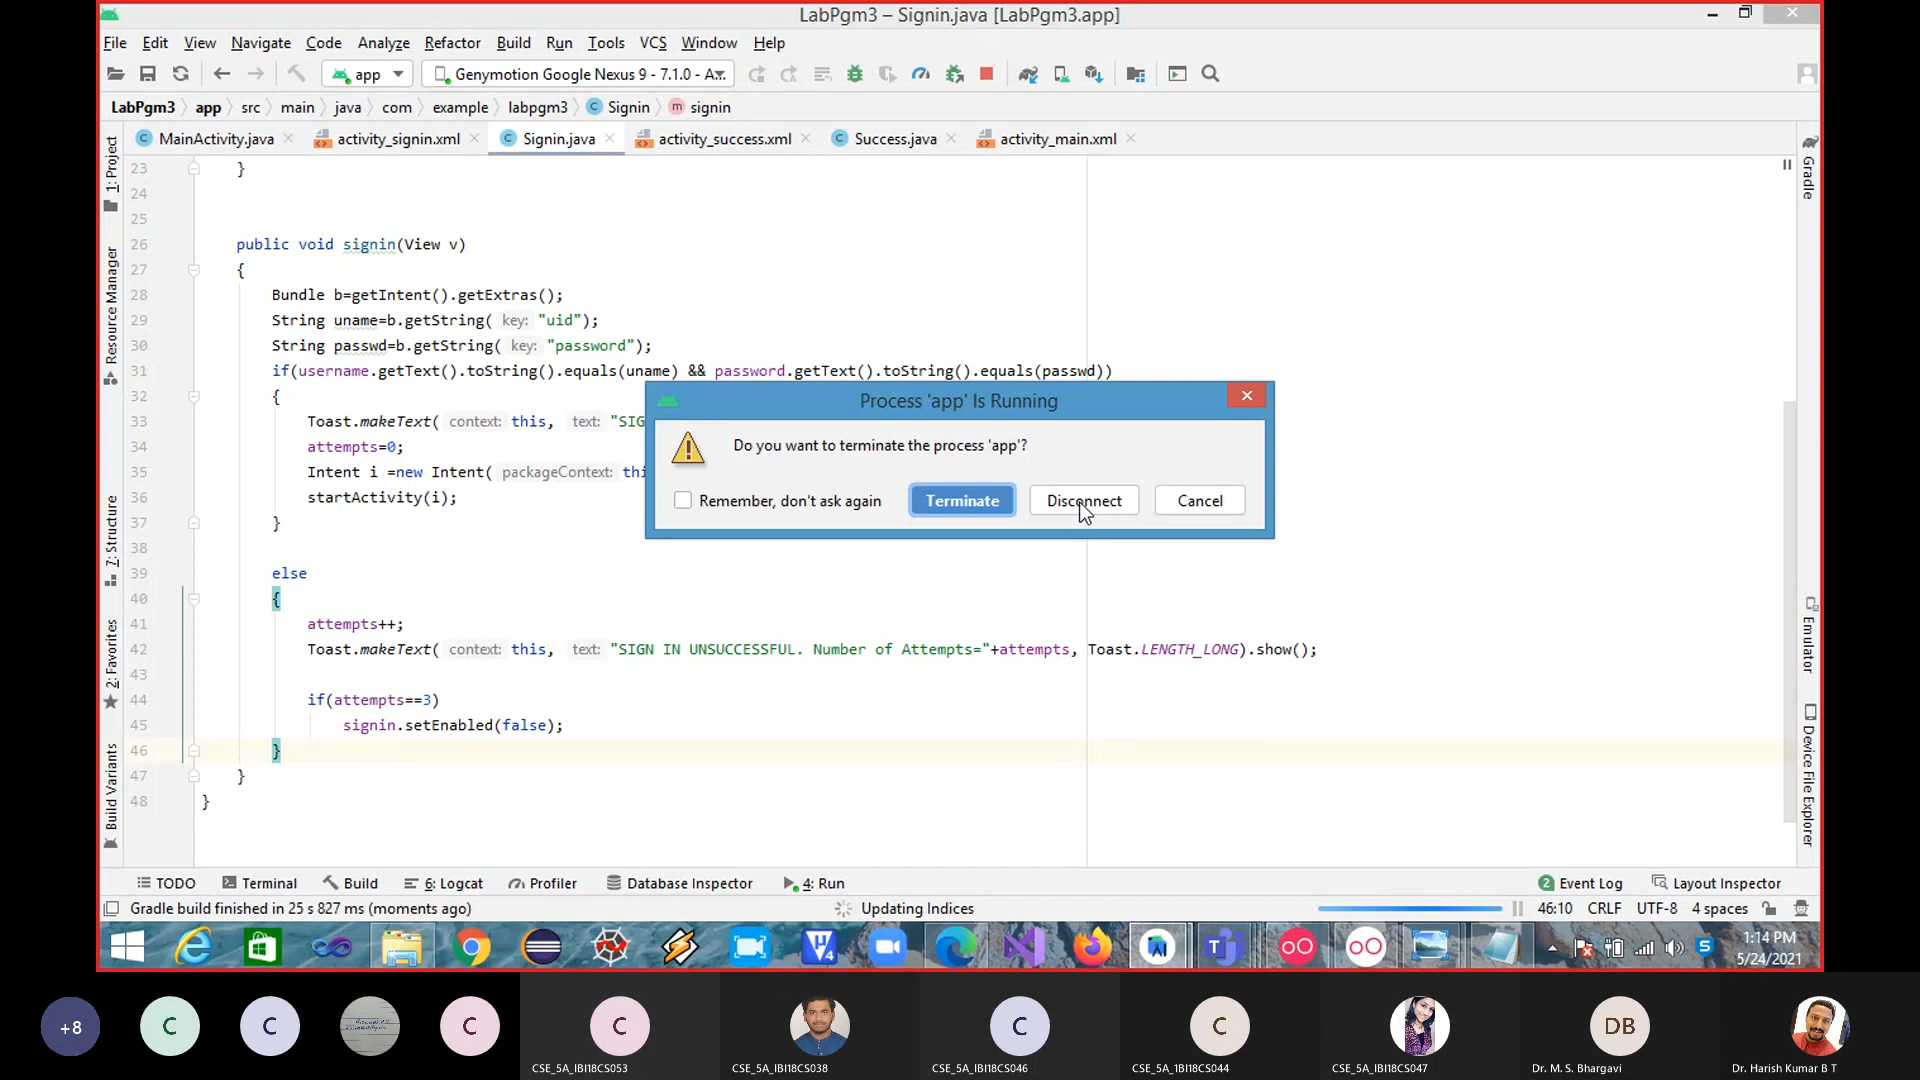 LabPgm3 – Signin.java [LabPgm3.app]
File Edit View Navigate Code Analyze Refactor Build Run Tools VCS Window Help
app Genymotion Google Nexus 9 - 7.1.0 - A...
LabPgm3 app src main java com example labpgm3 Signin signin
MainActivity.java activity_signin.xml Signin.java activity_success.xml Success.java activity_main.xml
1: Project
Resource Manager
7: Structure
2: Favorites
Build Variants
Gradle
Emulator
Device File Explorer
23 }
24
25
26 public void signin(View v)
27 {
28 Bundle b=getIntent().getExtras();
29 String uname=b.getString( key: "uid");
30 String passwd=b.getString( key: "password");
31 if(username.getText().toString().equals(uname) && password.getText().toString().equals(passwd))
32 {
33 Toast.makeText( context: this, text: "SIG
34 attempts=0;
35 Intent i =new Intent( packageContext: thi
36 startActivity(i);
37 }
38
39 else
40 {
41 attempts++;
42 Toast.makeText( context: this, text: "SIGN IN UNSUCCESSFUL. Number of Attempts="+attempts, Toast.LENGTH_LONG).show();
43
44 if(attempts==3)
45 signin.setEnabled(false);
46 }
47 }
48 }
Process 'app' Is Running
Do you want to terminate the process 'app'?
Remember, don't ask again Terminate Disconnect Cancel
TODO Terminal Build 6: Logcat Profiler Database Inspector 4: Run 2 Event Log Layout Inspector
Gradle build finished in 25 s 827 ms (moments ago) Updating Indices 46:10 CRLF UTF-8 4 spaces
1:14 PM
5/24/2021
+8 C C C C C C DB
CSE_5A_IBI18CS053 CSE_5A_IBI18CS038 CSE_5A_IBI18CS046 CSE_5A_1BI18CS044 CSE_5A_IBI18CS047 Dr. M. S. Bhargavi Dr. Harish Kumar B T